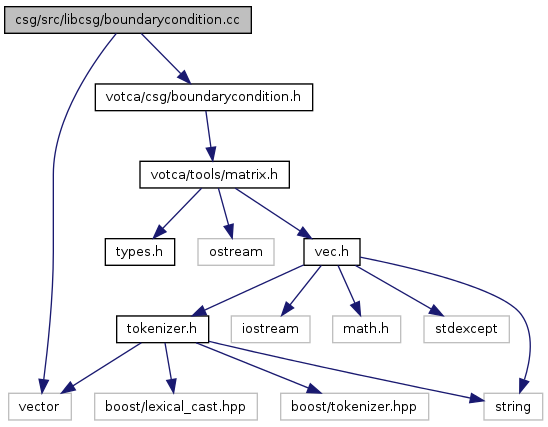 csg/src/libcsg/boundarycondition.cc
votca/csg/boundarycondition.h
votca/tools/matrix.h
types.h
ostream
vec.h
tokenizer.h
iostream
math.h
stdexcept
vector
boost/lexical_cast.hpp
boost/tokenizer.hpp
string